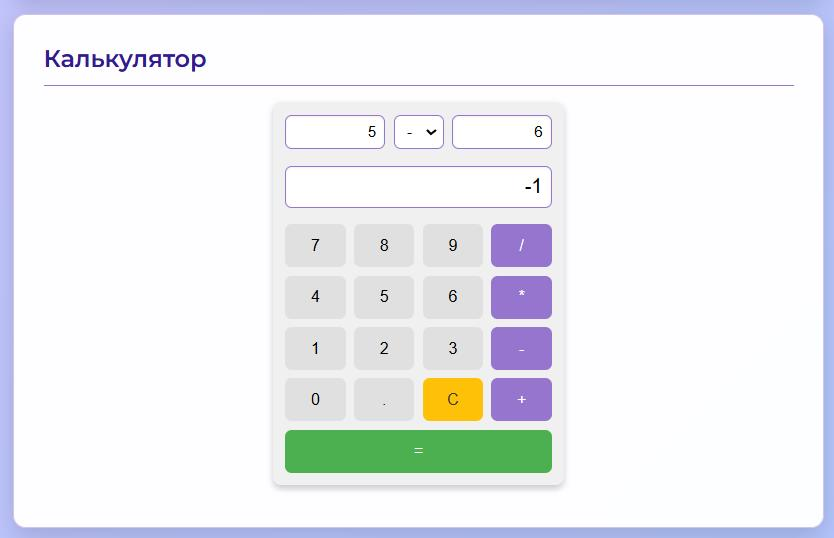 Калькулятор
5 - 6
-1
7 8 9 /
4 5 6 *
1 2 3 -
0 . C +
=